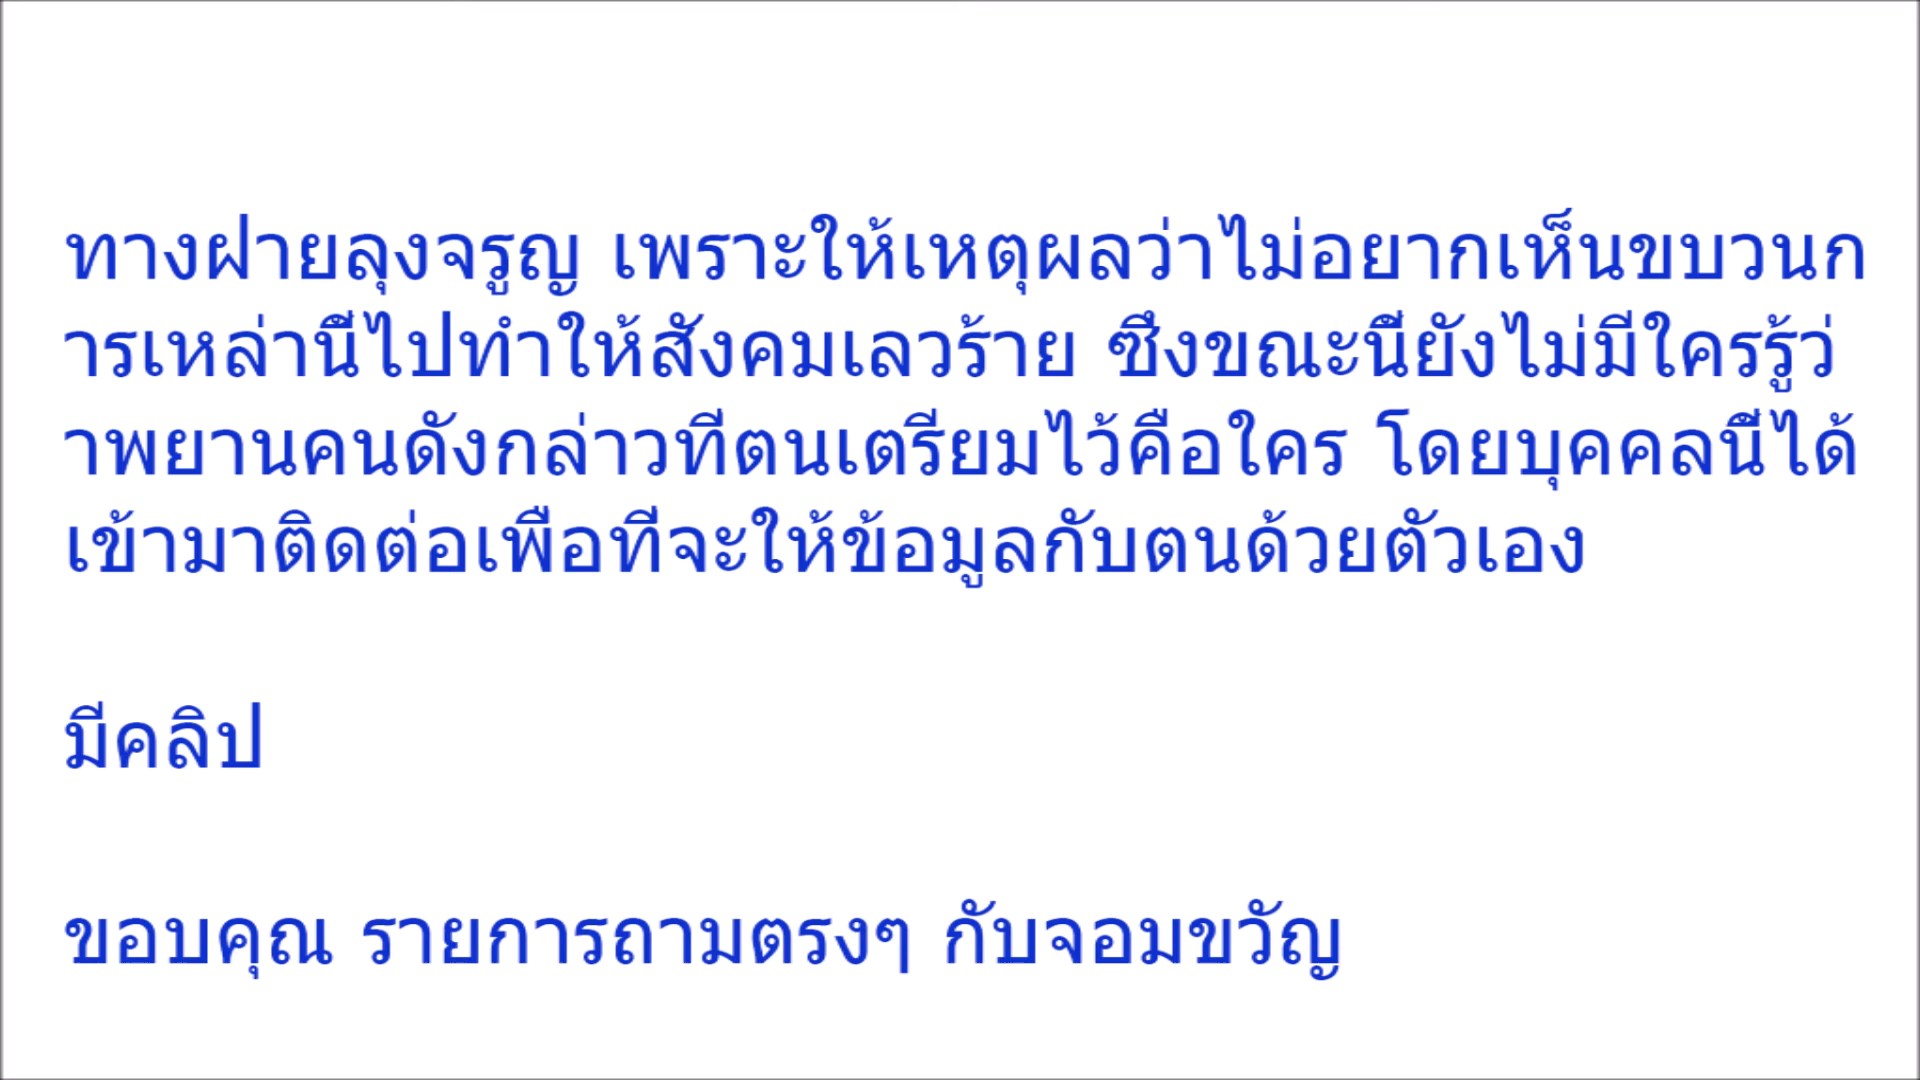 ทางฝ่ายลุงจรูญ เพราะให้เหตุผลว่าไม่อยากเห็นขบวนก
ารเหล่านี้ไปทำให้สังคมเลวร้าย ซึ่งขณะนี้ยังไม่มีใครรู้ว่
าพยานคนดังกล่าวที่ตนเตรียมไว้คือใคร โดยบุคคลนี้ได้
เข้ามาติดต่อเพื่อที่จะให้ข้อมูลกับตนด้วยตัวเอง
มีคลิป
ขอบคุณ รายการถามตรงๆ กับจอมขวัญ